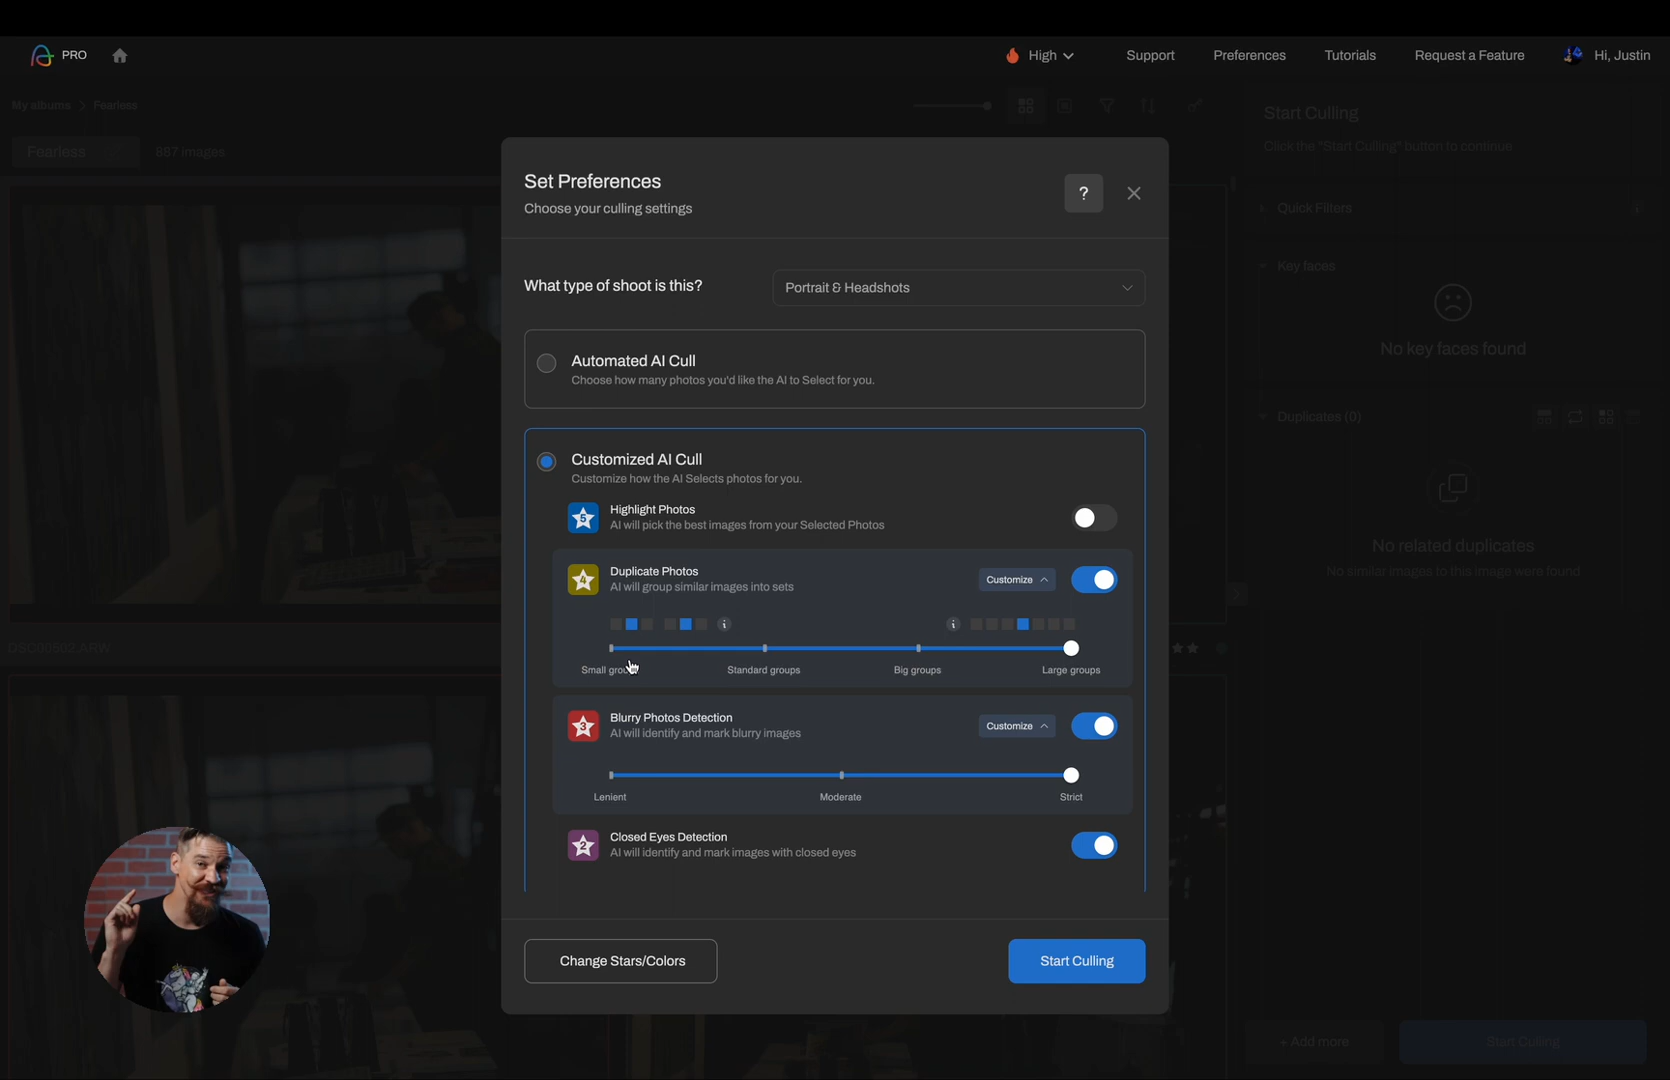 PRO
High
Support
Preferences
Tutorials
Request a Feature
Hi, Justin
My albums > Fearless
Fearless
887 images
Start Culling
Click the "Start Culling" button to continue
Quick Filters
Key faces
No key faces found
Duplicates (0)
No related duplicates
No similar images to this image were found
Set Preferences
?
Choose your culling settings
What type of shoot is this?
Portrait & Headshots
Automated AI Cull
Choose how many photos you'd like the AI to Select for you.
Customized AI Cull
Customize how the AI Selects photos for you.
5
Highlight Photos
AI will pick the best images from your Selected Photos
4
Duplicate Photos
AI will group similar images into sets
Customize
i
i
Small
Standard groups
Big groups
Large groups
3
Blurry Photos Detection
AI will identify and mark blurry images
Customize
Lenient
Moderate
Strict
2
Closed Eyes Detection
AI will identify and mark images with closed eyes
Change Stars/Colors
Start Culling
+ Add more
Start Culling